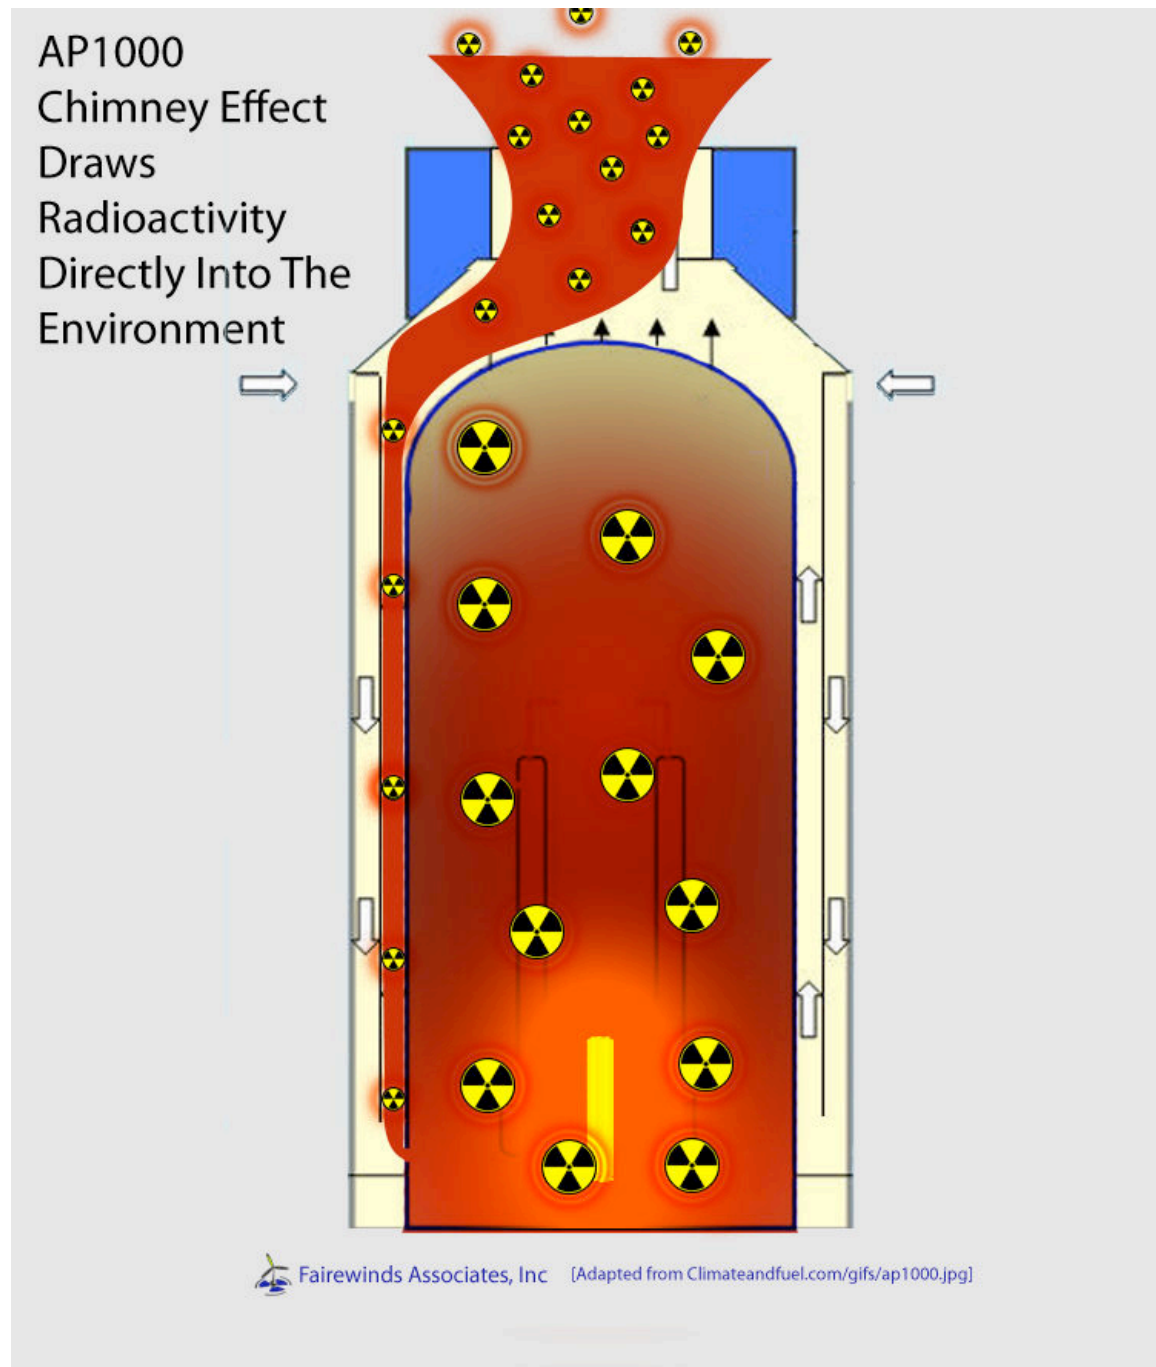 AP1000
Chimney Effect
Draws
Radioactivity
Directly Into The
Environment
Fairewinds Associates, Inc [Adapted from Climateandfuel.com/gifs/ap1000.jpg]